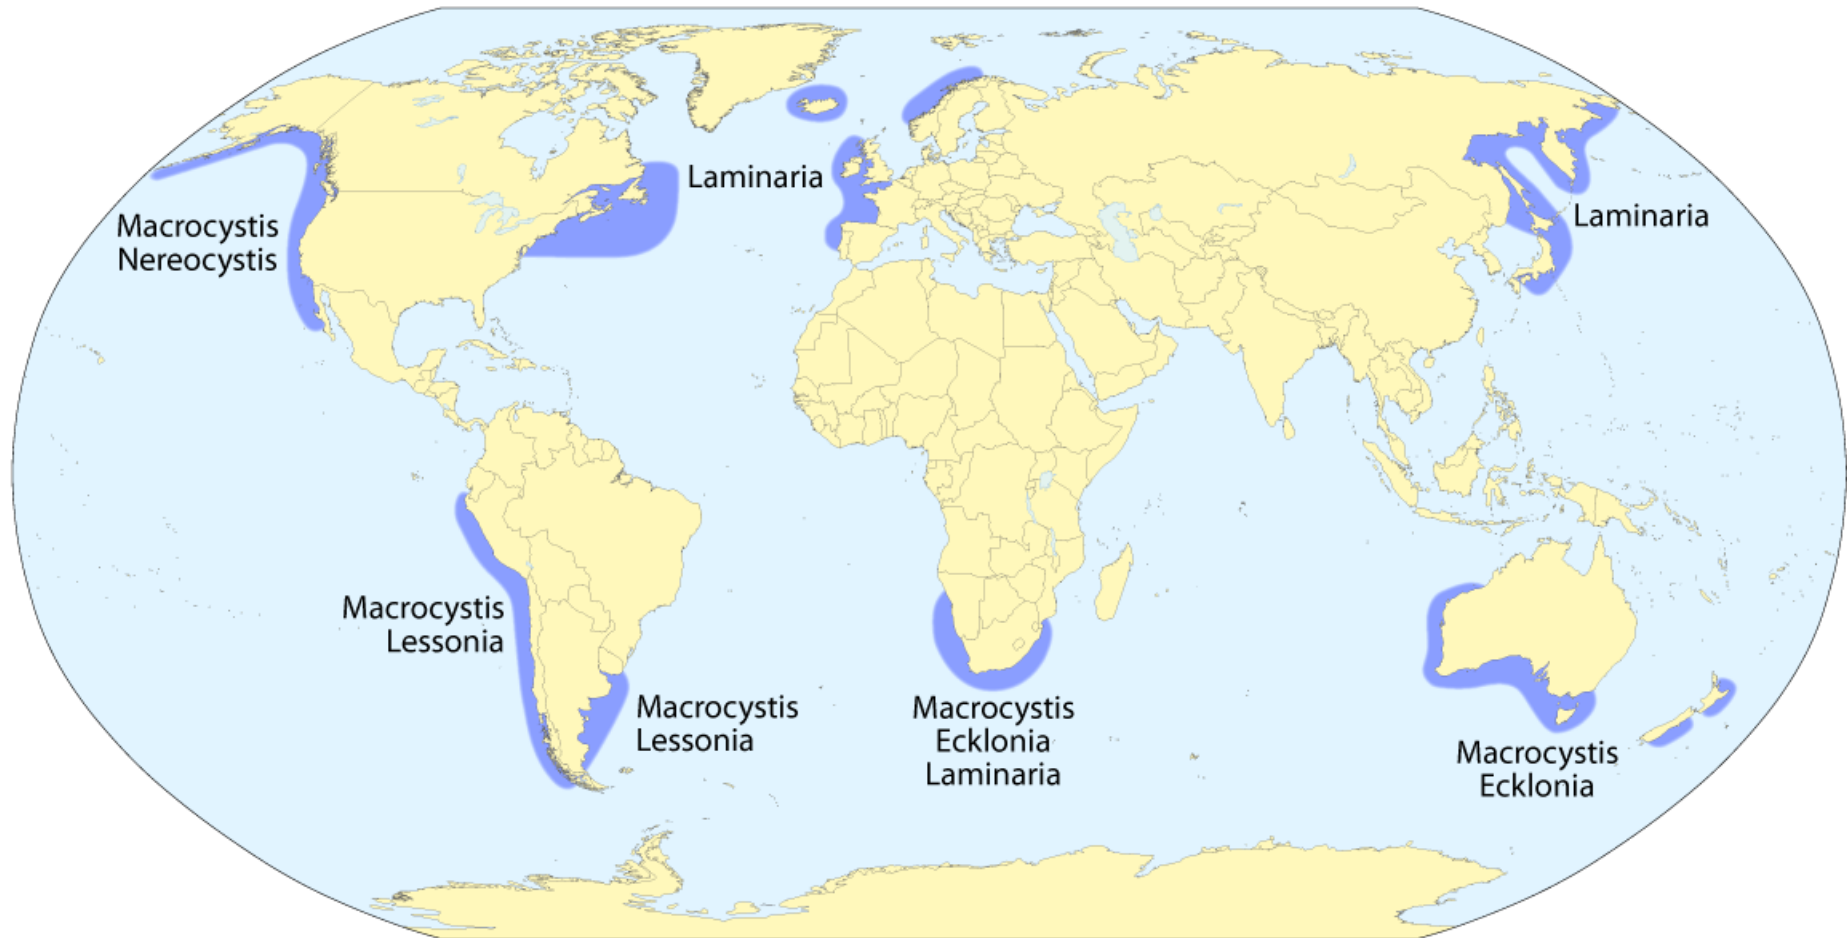 Laminaria
Macrocystis
Nereocystis
Laminaria
Macrocystis
Lessonia
Macrocystis
Lessonia
Macrocystis
Ecklonia
Laminaria
Macrocystis
Ecklonia